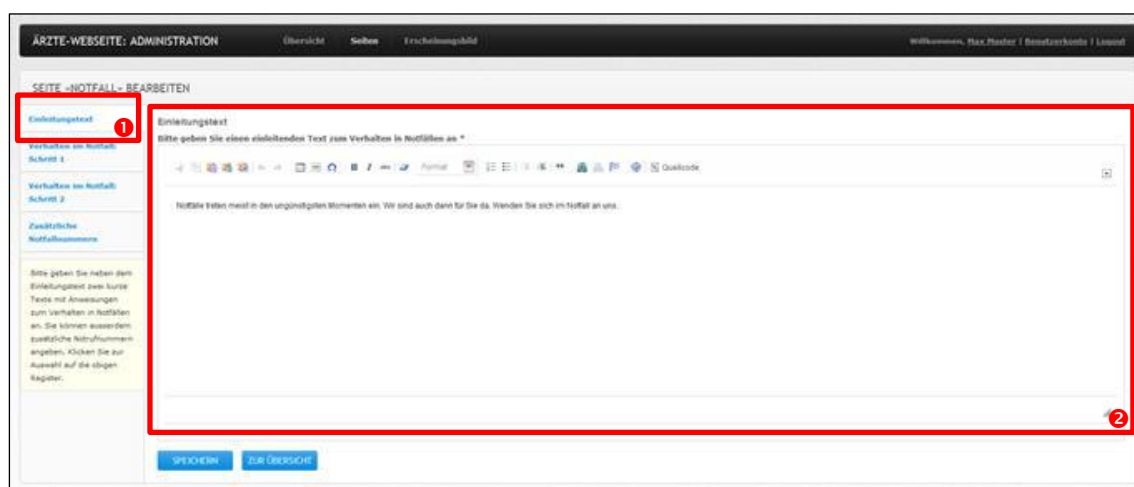 ÄRZTE-WEBSEITE: ADMINISTRATION Übersicht Seiten Erscheinungsbild Willkommen, Max Muster | Benutzerkonto | Logout
SEITE «NOTFALL» BEARBEITEN
Einleitungstext
1
Verhalten im Notfall:
Schritt 1
Verhalten im Notfall:
Schritt 2
Zusätzliche
Notfallnummern
Bitte geben Sie neben dem
Einleitungstext zwei kurze
Texte mit Anweisungen
zum Verhalten in Notfällen
an. Sie können ausserdem
zusätzliche Notrufnummern
angeben. Klicken Sie zur
Auswahl auf die obigen
Register.
Einleitungstext
Bitte geben Sie einen einleitenden Text zum Verhalten in Notfällen an *
B I Format Quellcode
Notfälle treten meist in den ungünstigsten Momenten ein. Wir sind auch dann für Sie da. Wenden Sie sich im Notfall an uns.
2
SPEICHERN ZUR ÜBERSICHT